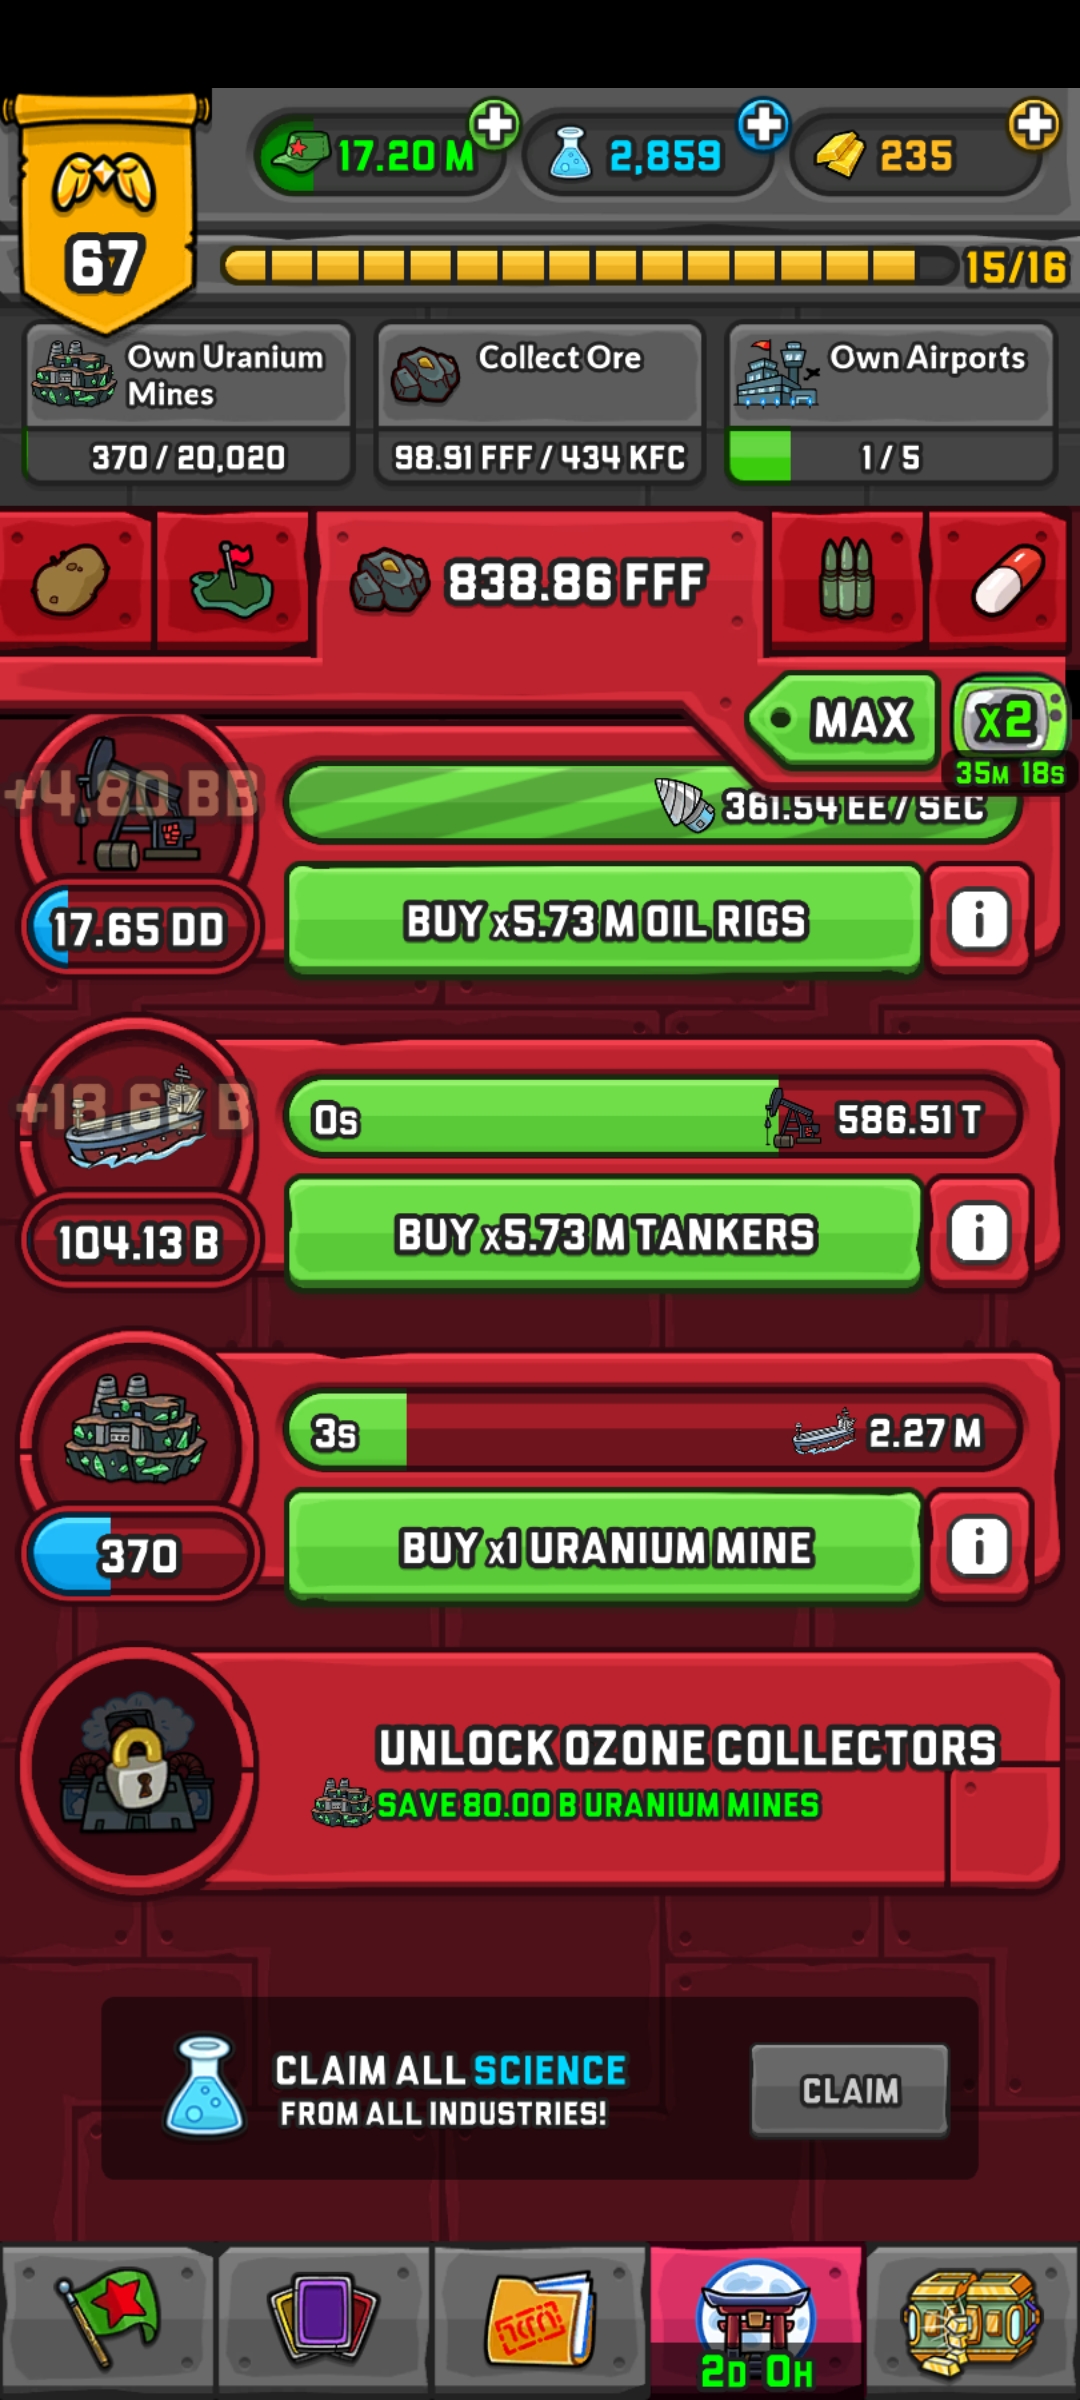 17.20 M
2,859
235
67
15/16
Own Uranium
Mines
370 / 20,020
Collect Ore
98.91 FFF / 434 KFC
Own Airports
1 / 5
838.86 FFF
MAX
x2
35M 18S
+4.80 BB
361.54 EE / SEC
17.65 DD
BUY x5.73 M OIL RIGS
i
0s
586.51 T
104.13 B
BUY x5.73 M TANKERS
i
3s
2.27 M
370
BUY x1 URANIUM MINE
i
UNLOCK OZONE COLLECTORS
SAVE 80.00 B URANIUM MINES
CLAIM ALL SCIENCE
FROM ALL INDUSTRIES!
CLAIM
2D 0H